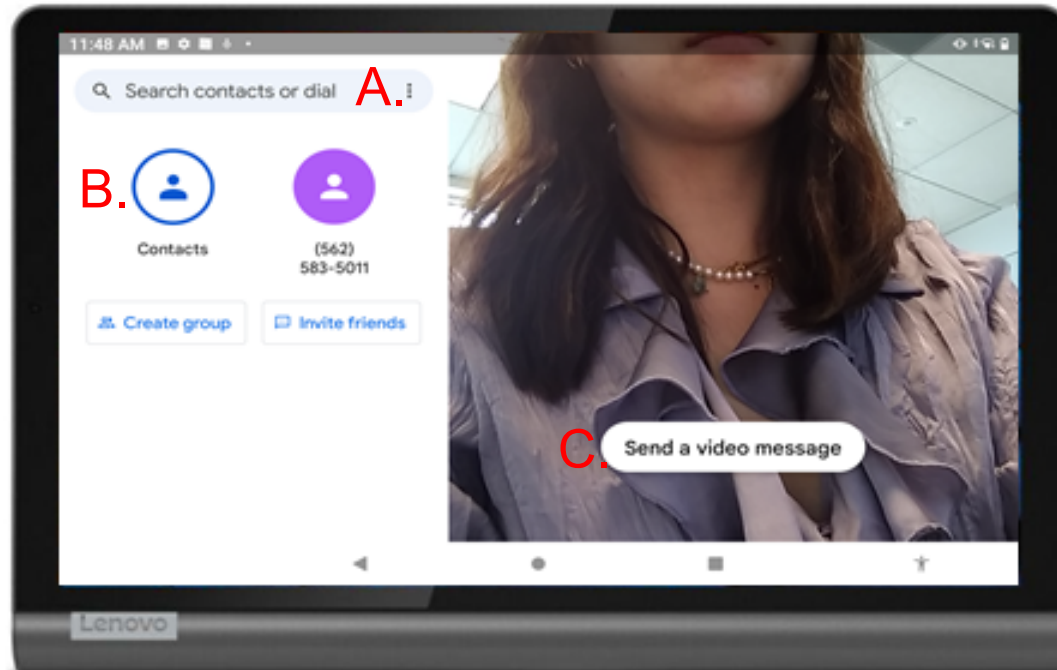 11:48 AM
Search contacts or dial A.
B.
Contacts
(562)
583-5011
Create group
Invite friends
C. Send a video message
Lenovo